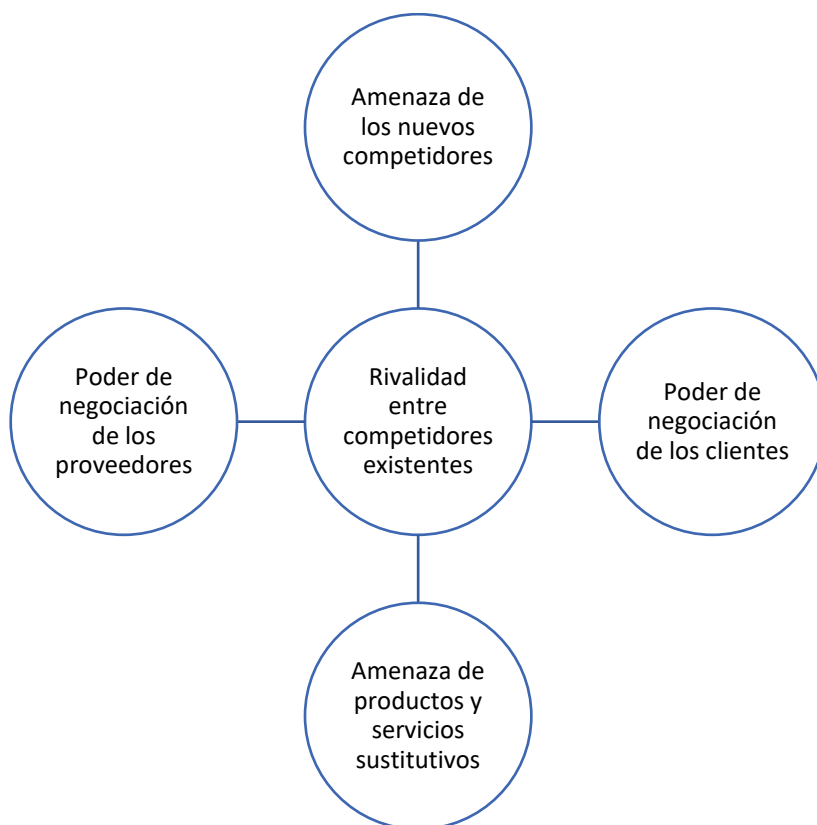 Amenaza de
los nuevos
competidores
Poder de
negociación
de los
proveedores
Rivalidad
entre
competidores
existentes
Poder de
negociación
de los clientes
Amenaza de
productos y
servicios
sustitutivos